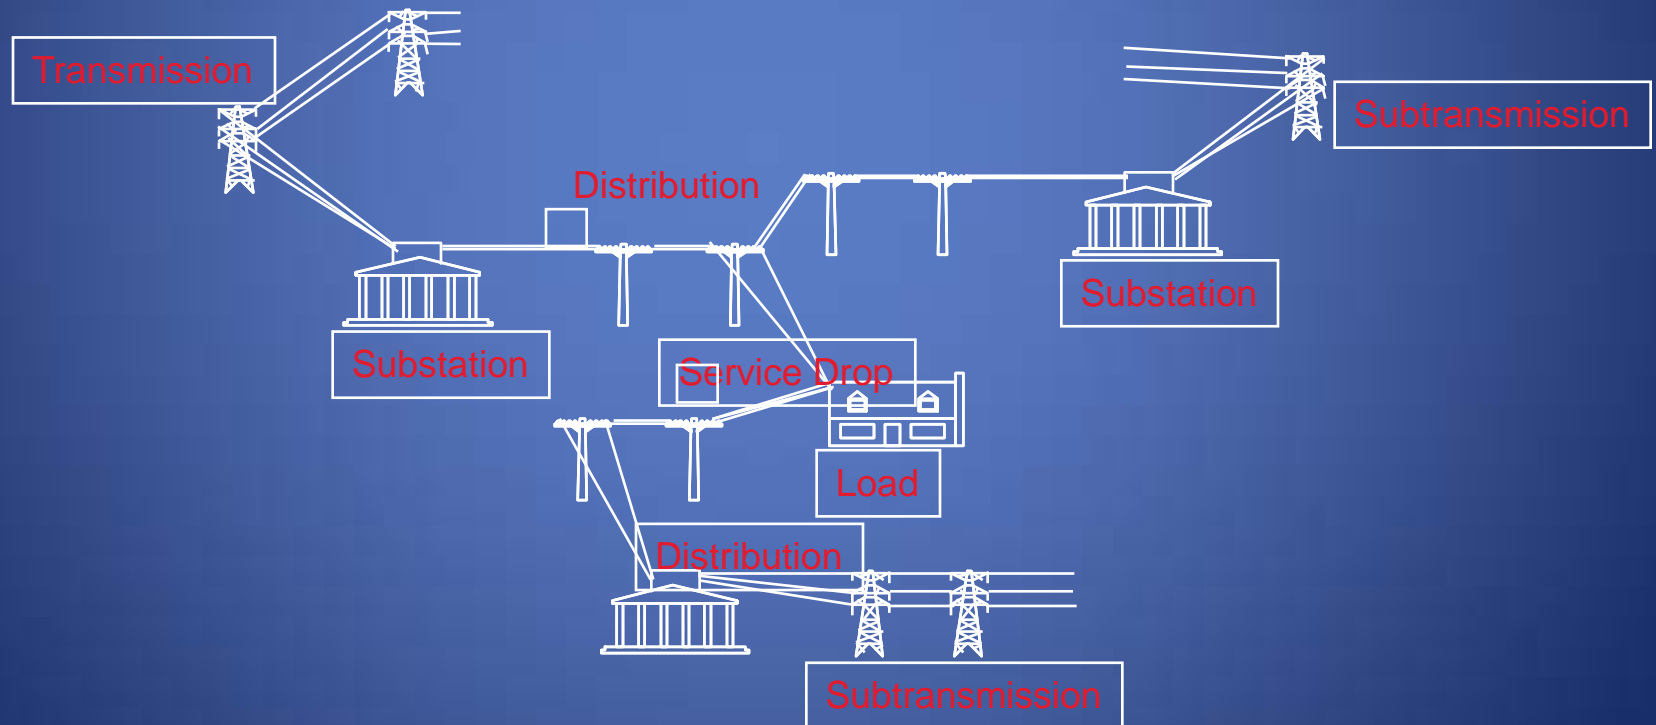 Transmission
Subtransmission
Distribution
Substation
Substation
Service Drop
Load
Distribution
Subtransmission